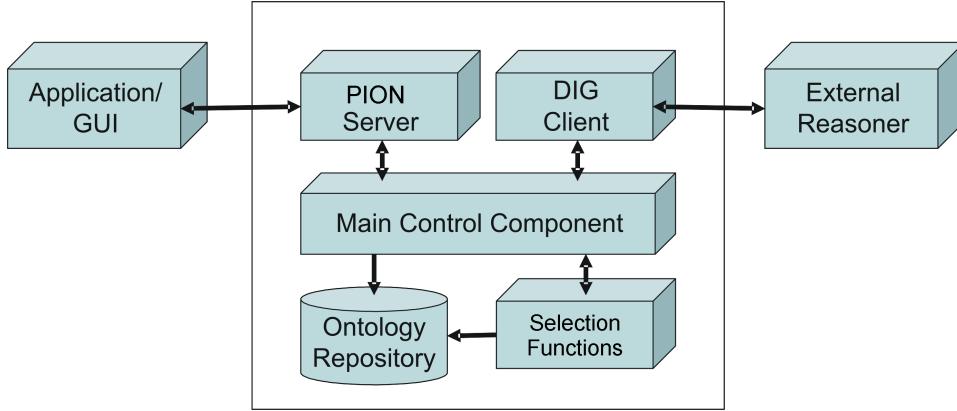 Application/
GUI
PION
Server
DIG
Client
External
Reasoner
Main Control Component
Ontology
Repository
Selection
Functions